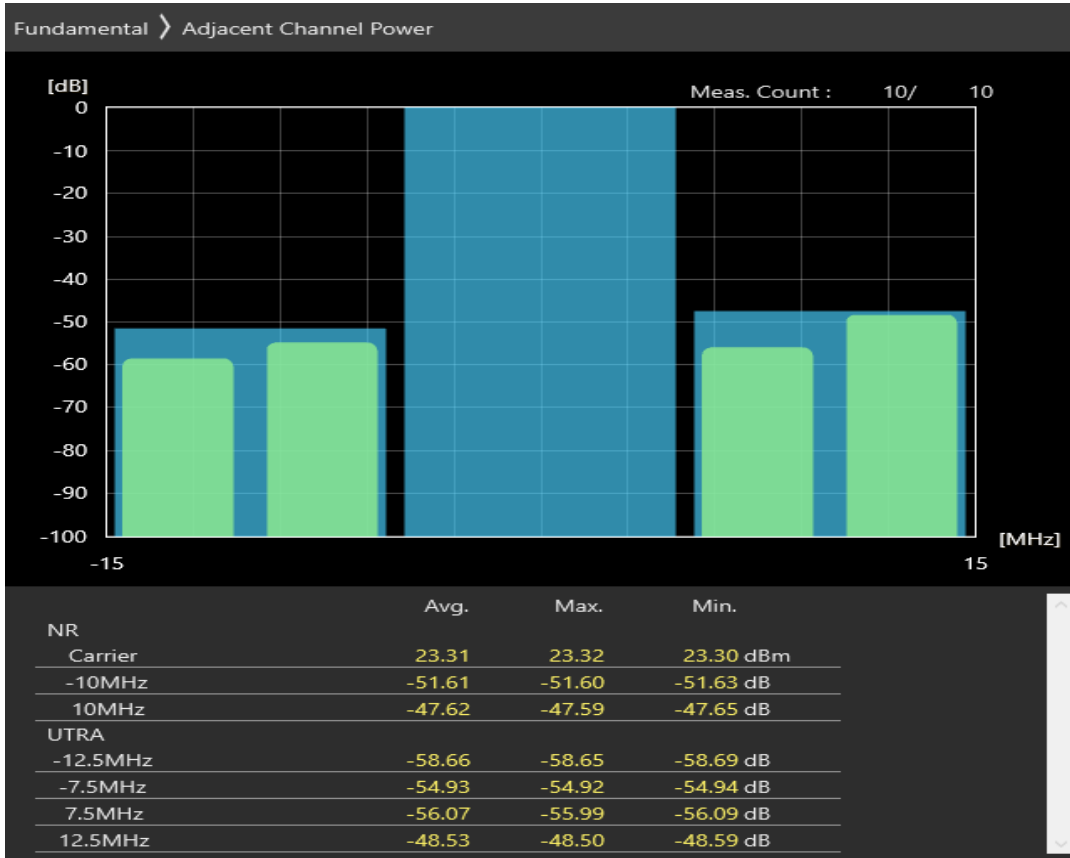 Fundamental ❯ Adjacent Channel Power
[dB]
Meas. Count : 10/ 10
0
-10
-20
-30
-40
-50
-60
-70
-80
-90
-100
[MHz]
-15 15
Avg. Max. Min.
NR
Carrier 23.31 23.32 23.30 dBm
-10MHz -51.61 -51.60 -51.63 dB
10MHz -47.62 -47.59 -47.65 dB
UTRA
-12.5MHz -58.66 -58.65 -58.69 dB
-7.5MHz -54.93 -54.92 -54.94 dB
7.5MHz -56.07 -55.99 -56.09 dB
12.5MHz -48.53 -48.50 -48.59 dB